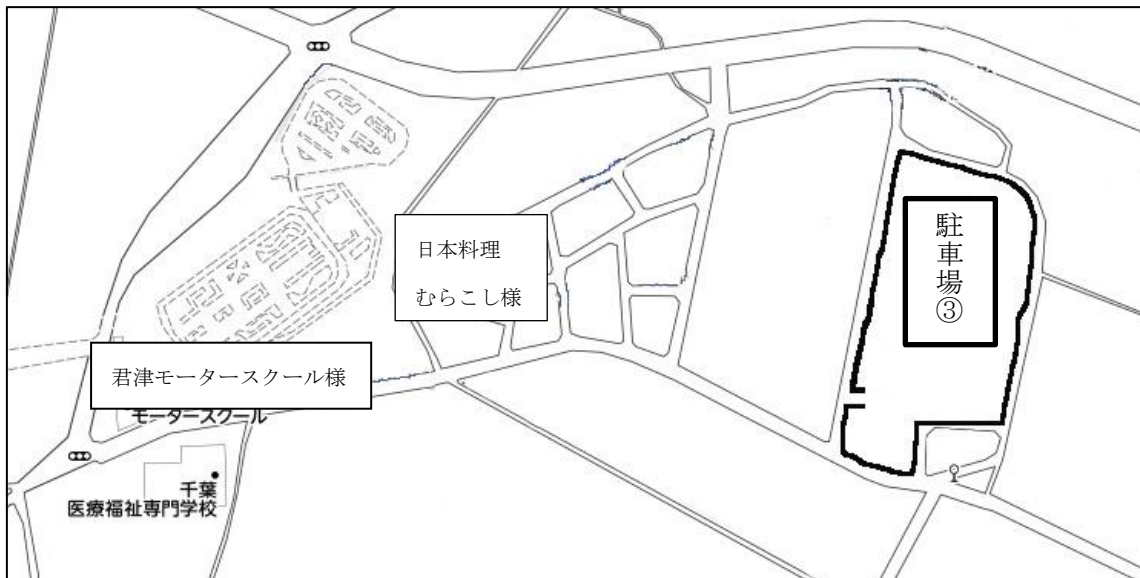 日本料理
むらこし様
駐車場③
君津モータースクール様
モータースクール
千葉
医療福祉専門学校